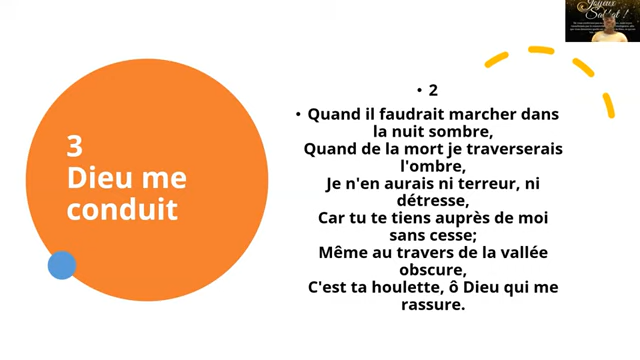 Joyeux
Sabbat !
3
Dieu me
conduit
• 2
• Quand il faudrait marcher dans
la nuit sombre,
Quand de la mort je traverserais
l'ombre,
Je n'en aurais ni terreur, ni
détresse,
Car tu te tiens auprès de moi
sans cesse;
Même au travers de la vallée
obscure,
C'est ta houlette, ô Dieu qui me
rassure.